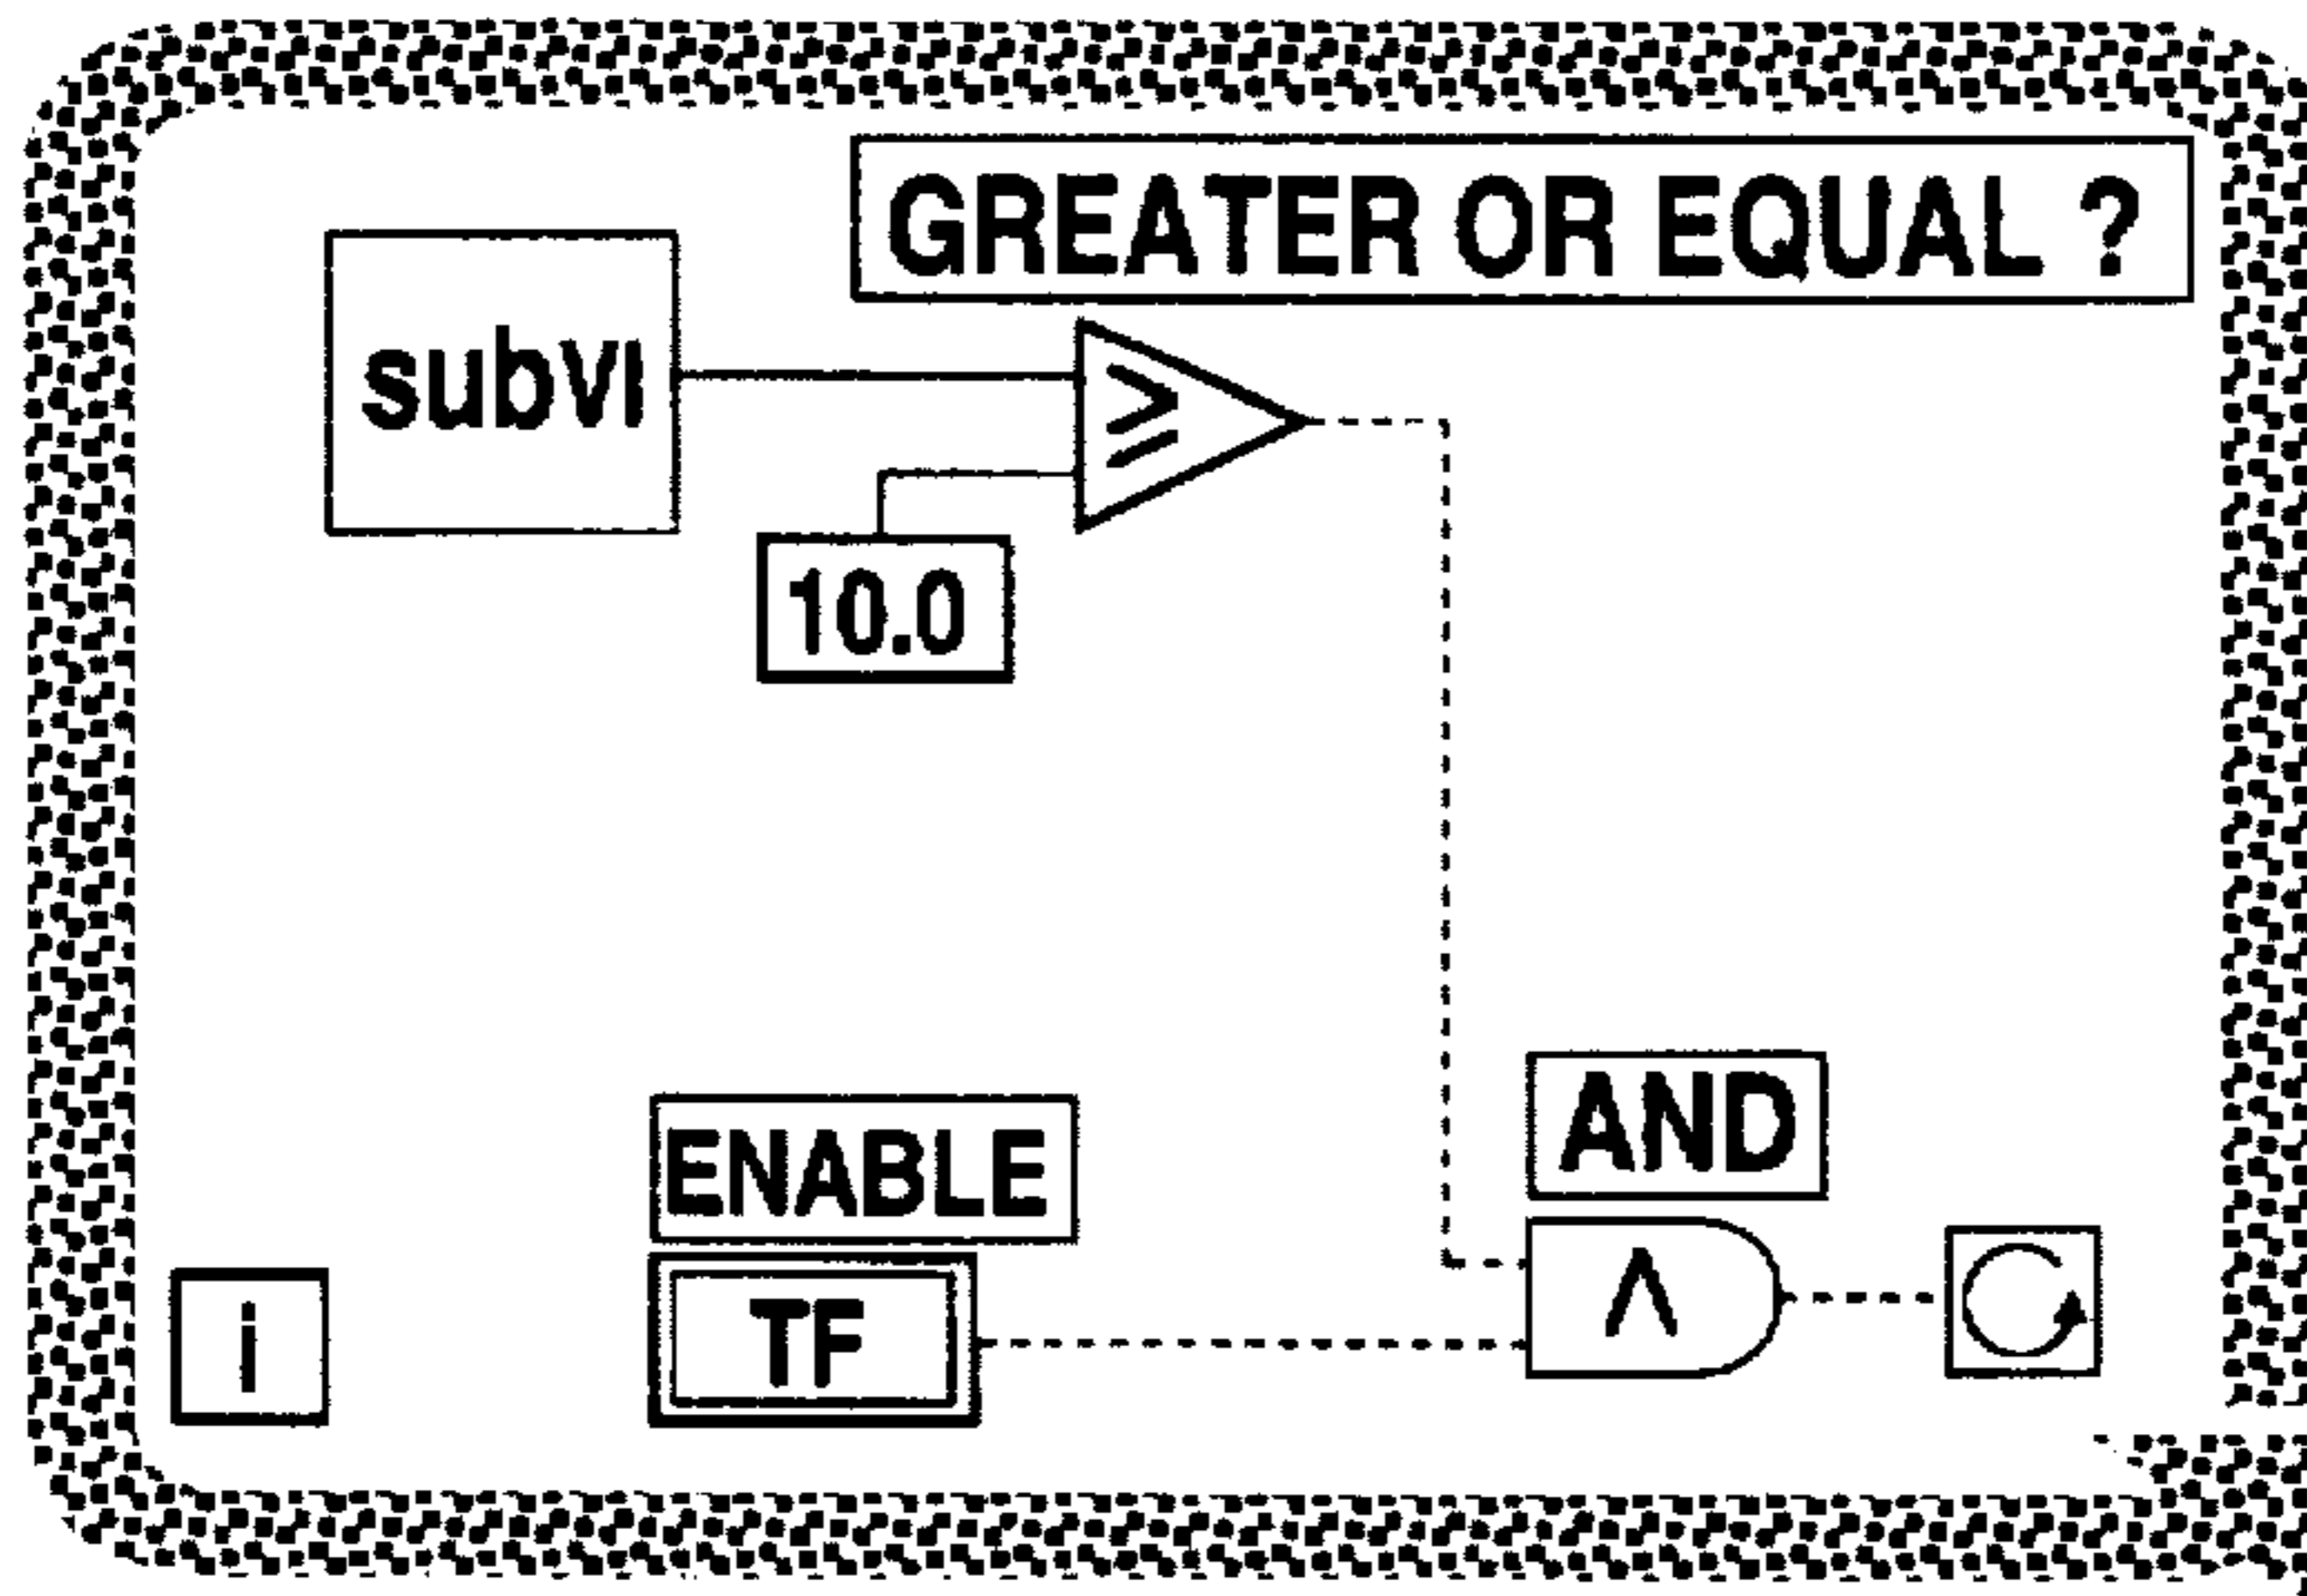 GREATER OR EQUAL ?
subVI
≥
10.0
ENABLE
AND
i
TF
∧